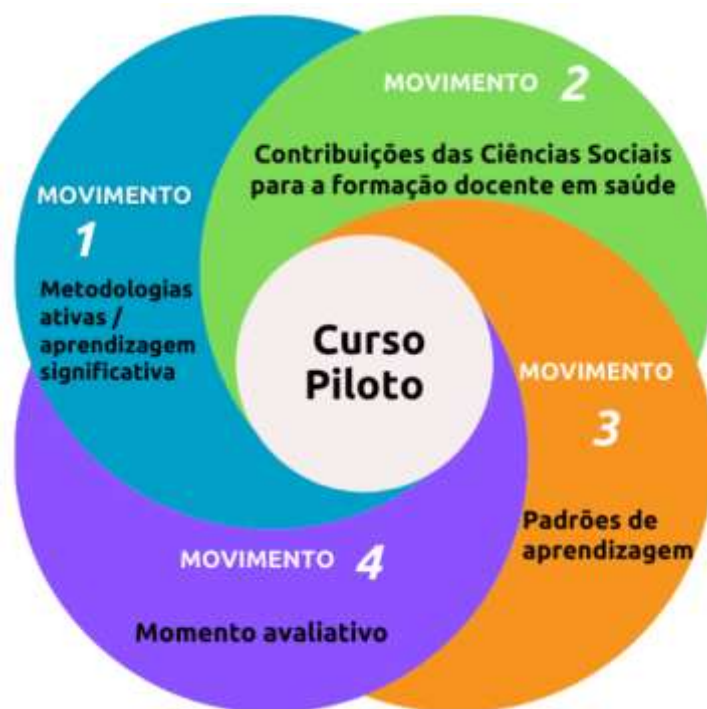 MOVIMENTO
1
Metodologias
ativas /
aprendizagem
significativa
MOVIMENTO 2
Contribuições das Ciências Sociais
para a formação docente em saúde
Curso
Piloto
MOVIMENTO
3
Padrões de
aprendizagem
MOVIMENTO 4
Momento avaliativo